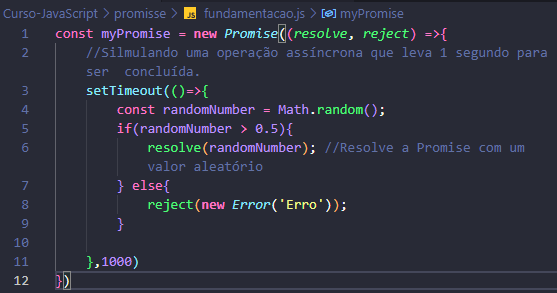 Curso-JavaScript > promisse > JS fundamentacao.js > myPromise
1 const myPromise = new Promise((resolve, reject) =>{
2 //Silmulando uma operação assíncrona que leva 1 segundo para
ser concluída.
3 setTimeout(()=>{
4 const randomNumber = Math.random();
5 if(randomNumber > 0.5){
6 resolve(randomNumber); //Resolve a Promise com um
valor aleatório
7 } else{
8 reject(new Error('Erro'));
9 }
10
11 },1000)
12 })